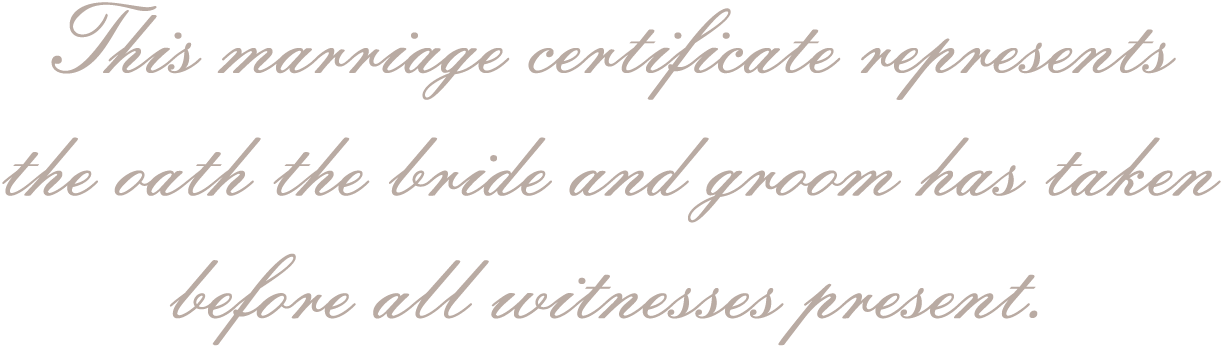 This marriage certificate represents
the oath the bride and groom has taken
before all witnesses present.